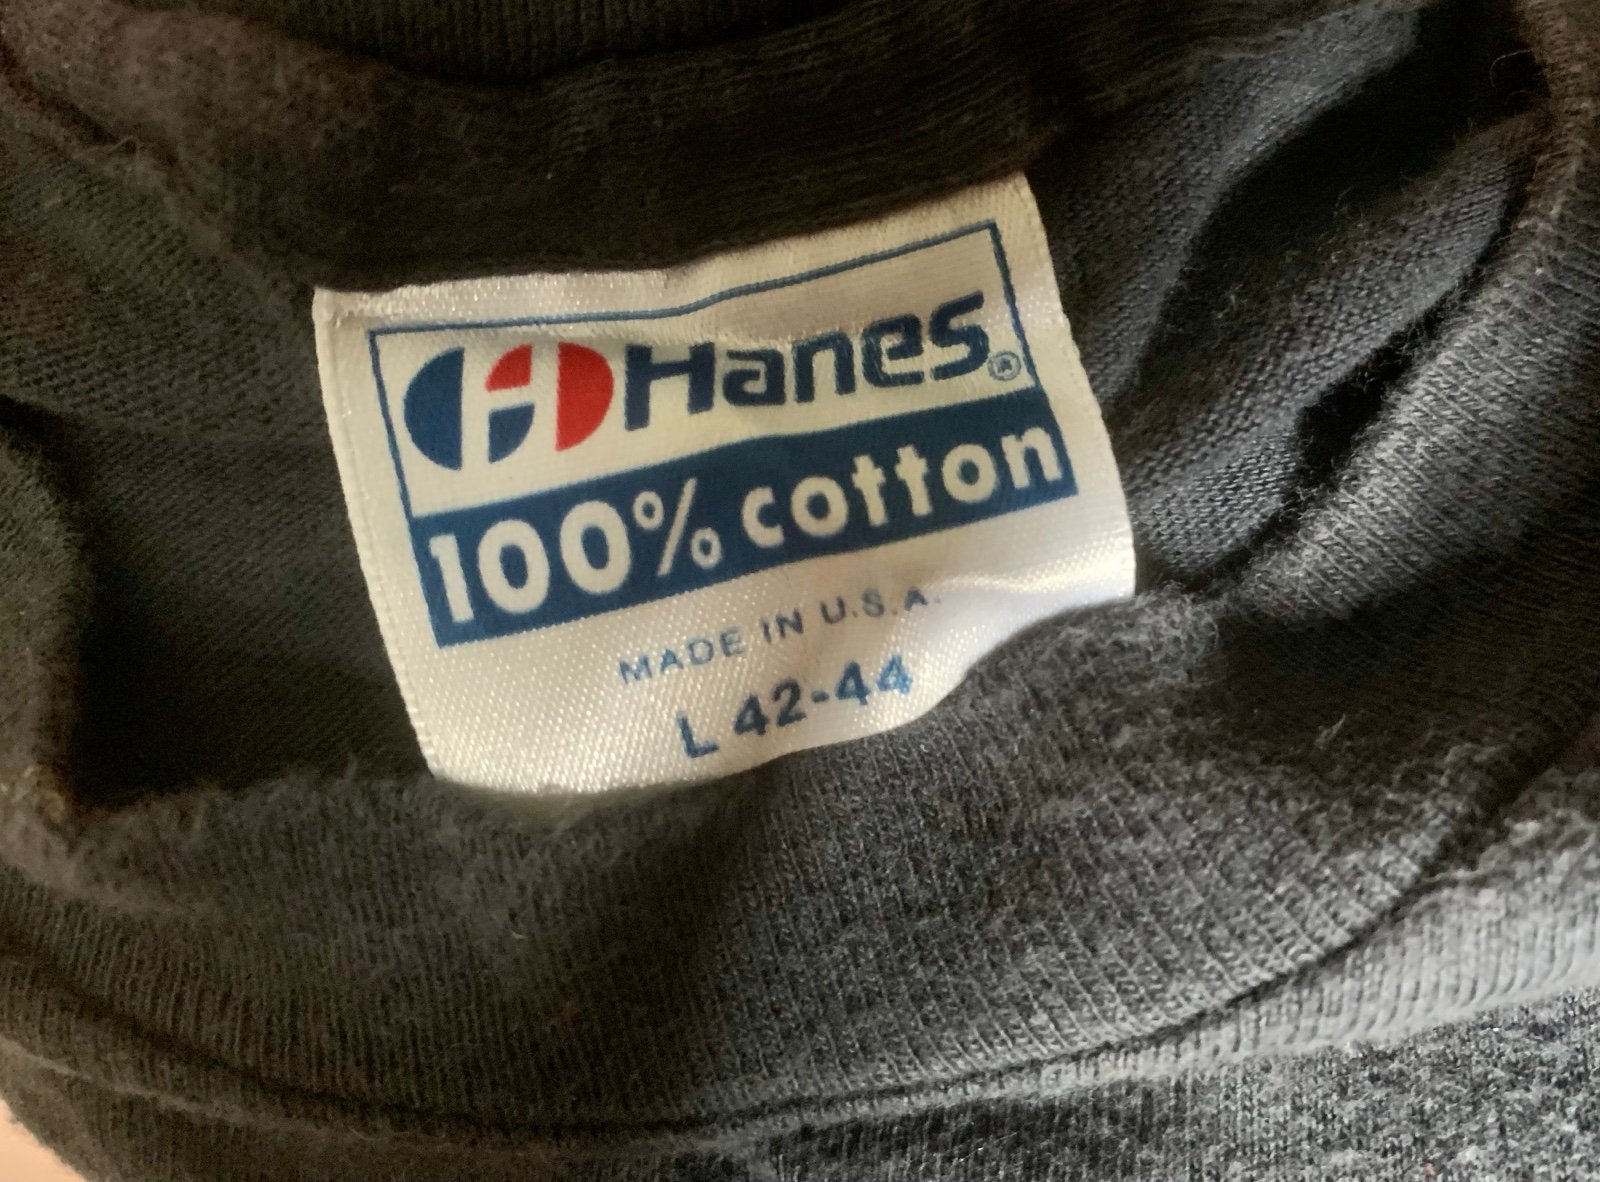 Hanes®
100% cotton
MADE IN U.S.A.
L 42-44